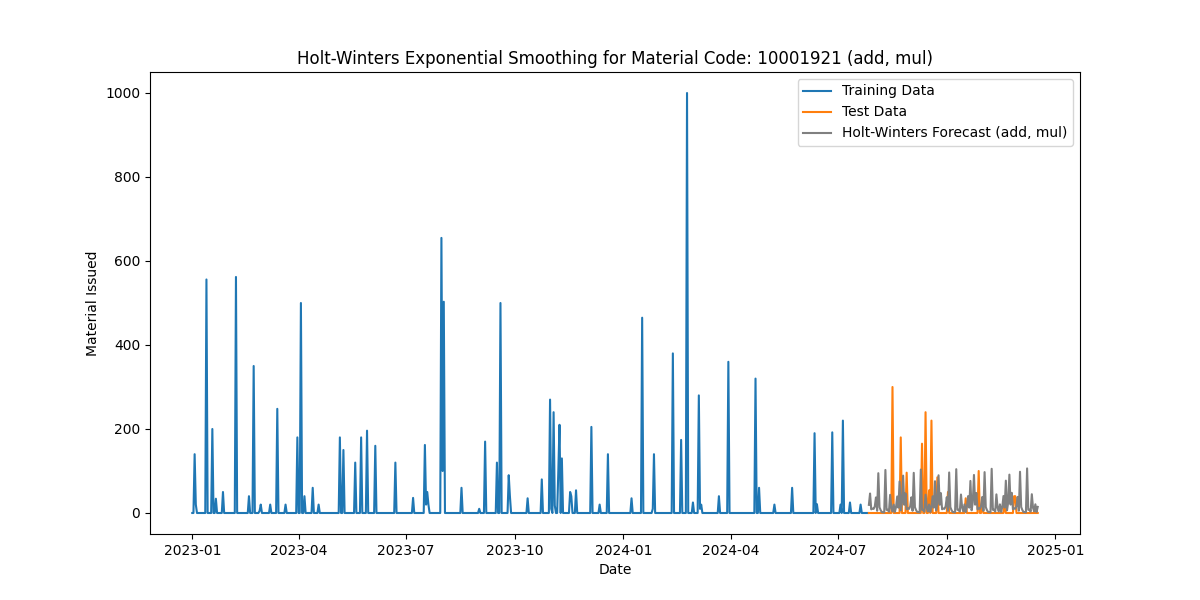 Holt-Winters Exponential Smoothing for Material Code: 10001921 (add, mul)
Training Data
Test Data
Holt-Winters Forecast (add, mul)
Material Issued
1000
800
600
400
200
0
2023-01 2023-04 2023-07 2023-10 2024-01 2024-04 2024-07 2024-10 2025-01
Date